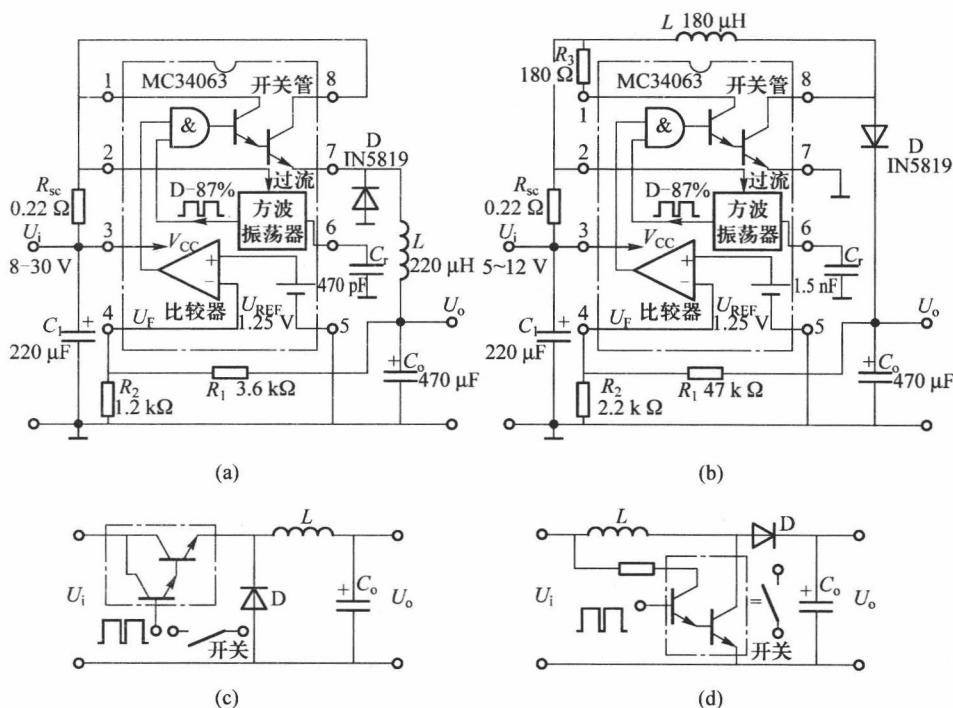 1
MC34063
开关管
8
&
2
7
D
IN5819
过流
Rsc
0.22 Ω
D-87%
方波
振荡器
Ui
8-30 V
3
VCC
6
Cr
470 pF
L
220 μH
+
-
比较器
UREF
1.25 V
4
UF
5
Uo
C1
+
220 μF
R2
1.2 kΩ
R1 3.6 kΩ
+
Co
470 μF
(a)
L 180 μH
R3
180 Ω
1
MC34063
开关管
8
&
2
7
D
IN5819
过流
Rsc
0.22 Ω
D-87%
方波
振荡器
Ui
5~12 V
3
VCC
6
Cr
1.5 nF
+
-
比较器
UREF
1.25 V
4
UF
5
Uo
C1
+
220 μF
R2
2.2 k Ω
R1 47 k Ω
+
Co
470 μF
(b)
L
Ui
D
+
Co
Uo
开关
(c)
L
D
Ui
=
+
Co
Uo
开关
(d)